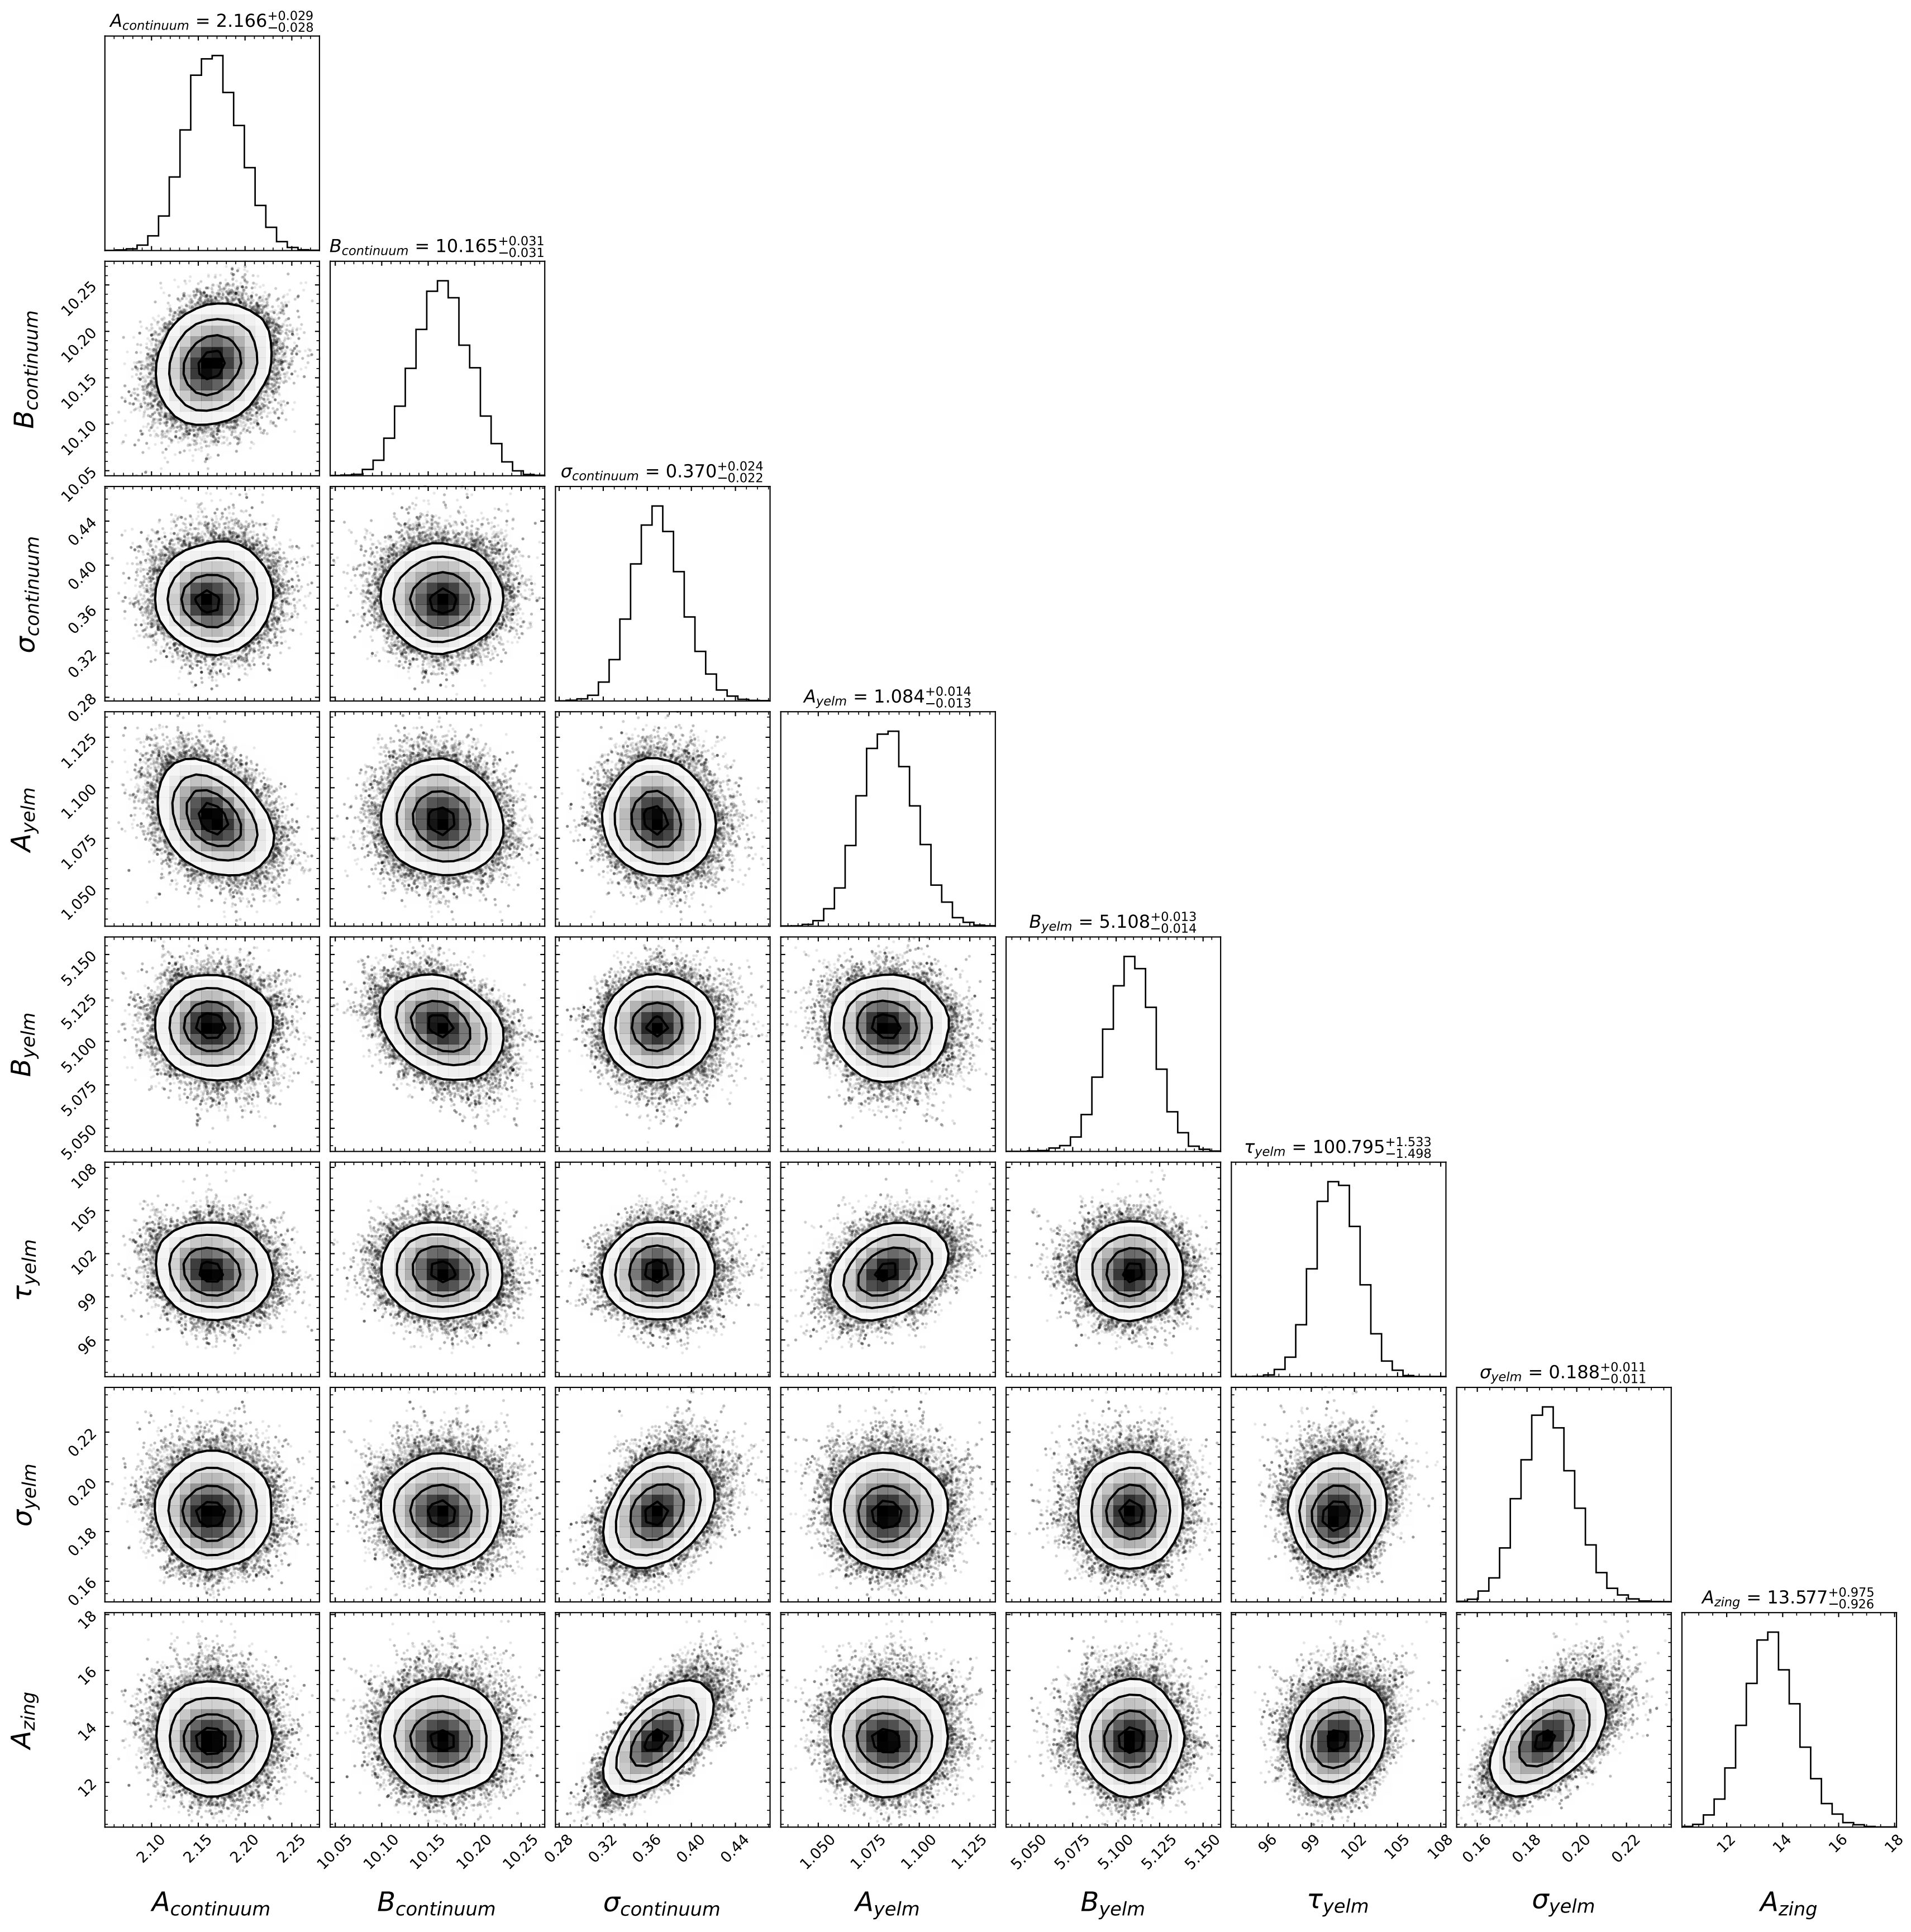 A_continuum = 2.166 +0.029 −0.028
B_continuum = 10.165 +0.031 −0.031
B_continuum
10.25
10.20
10.15
10.10
10.05
σ_continuum = 0.370 +0.024 −0.022
σ_continuum
0.44
0.40
0.36
0.32
0.28
A_yelm = 1.084 +0.014 −0.013
A_yelm
1.125
1.100
1.075
1.050
B_yelm = 5.108 +0.013 −0.014
B_yelm
5.150
5.125
5.100
5.075
5.050
τ_yelm = 100.795 +1.533 −1.498
τ_yelm
108
105
102
99
96
σ_yelm = 0.188 +0.011 −0.011
σ_yelm
0.22
0.20
0.18
0.16
A_zing = 13.577 +0.975 −0.926
A_zing
18
16
14
12
2.10 2.15 2.20 2.25 10.05 10.10 10.15 10.20 10.25 0.28 0.32 0.36 0.40 0.44 1.050 1.075 1.100 1.125 5.050 5.075 5.100 5.125 5.150 96 99 102 105 108 0.16 0.18 0.20 0.22 12 14 16 18
A_continuum B_continuum σ_continuum A_yelm B_yelm τ_yelm σ_yelm A_zing